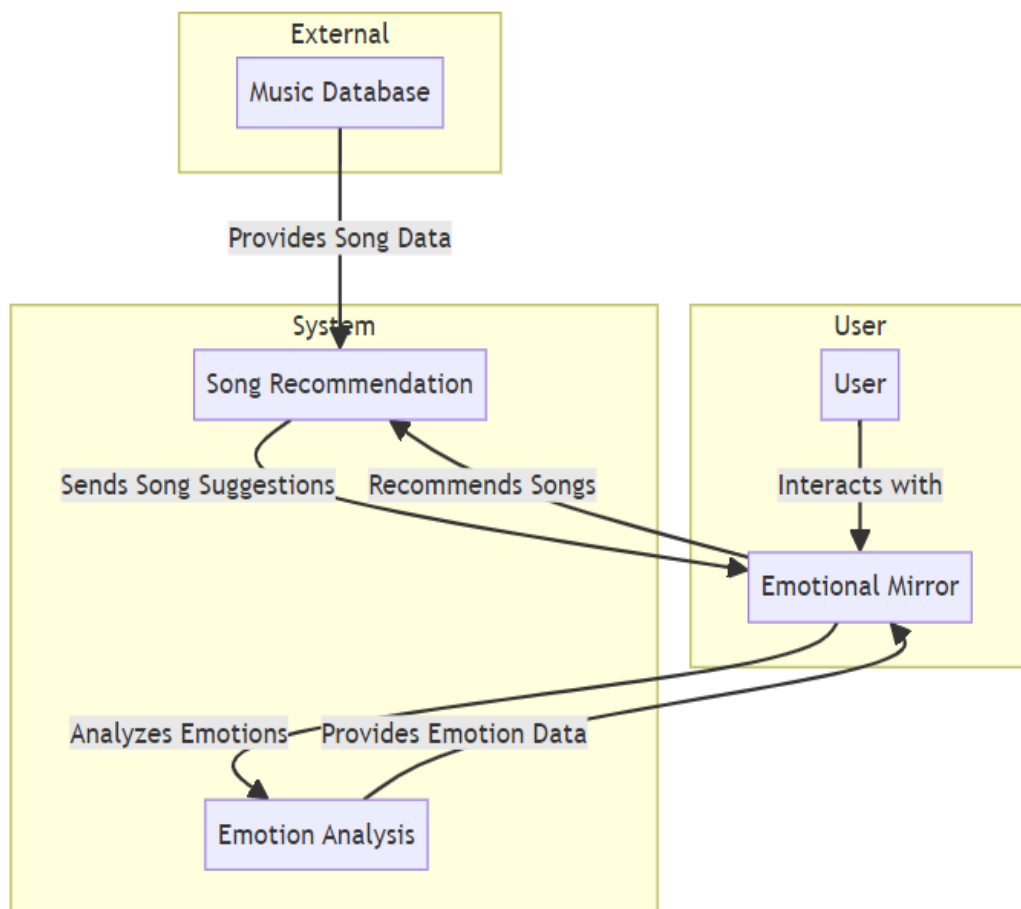 External
Music Database
Provides Song Data
System
User
Song Recommendation
User
Sends Song Suggestions
Recommends Songs
Interacts with
Emotional Mirror
Analyzes Emotions
Provides Emotion Data
Emotion Analysis